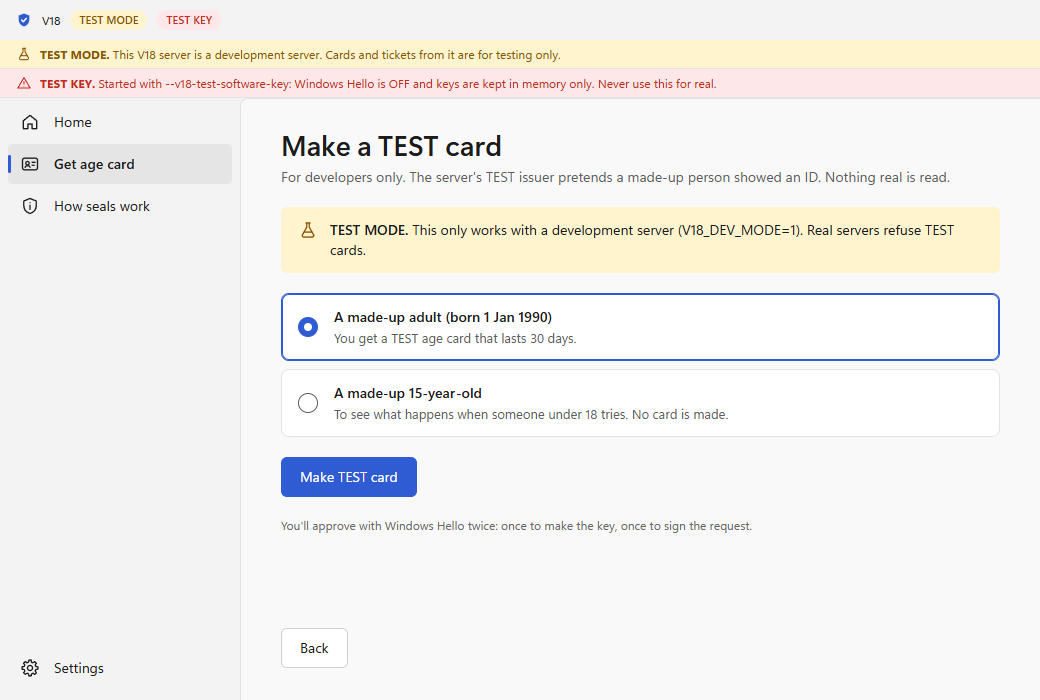 V18 TEST MODE TEST KEY
TEST MODE. This V18 server is a development server. Cards and tickets from it are for testing only.
TEST KEY. Started with --v18-test-software-key: Windows Hello is OFF and keys are kept in memory only. Never use this for real.
Home
Get age card
How seals work
Settings
Make a TEST card
For developers only. The server's TEST issuer pretends a made-up person showed an ID. Nothing real is read.
TEST MODE. This only works with a development server (V18_DEV_MODE=1). Real servers refuse TEST
cards.
A made-up adult (born 1 Jan 1990)
You get a TEST age card that lasts 30 days.
A made-up 15-year-old
To see what happens when someone under 18 tries. No card is made.
Make TEST card
You'll approve with Windows Hello twice: once to make the key, once to sign the request.
Back